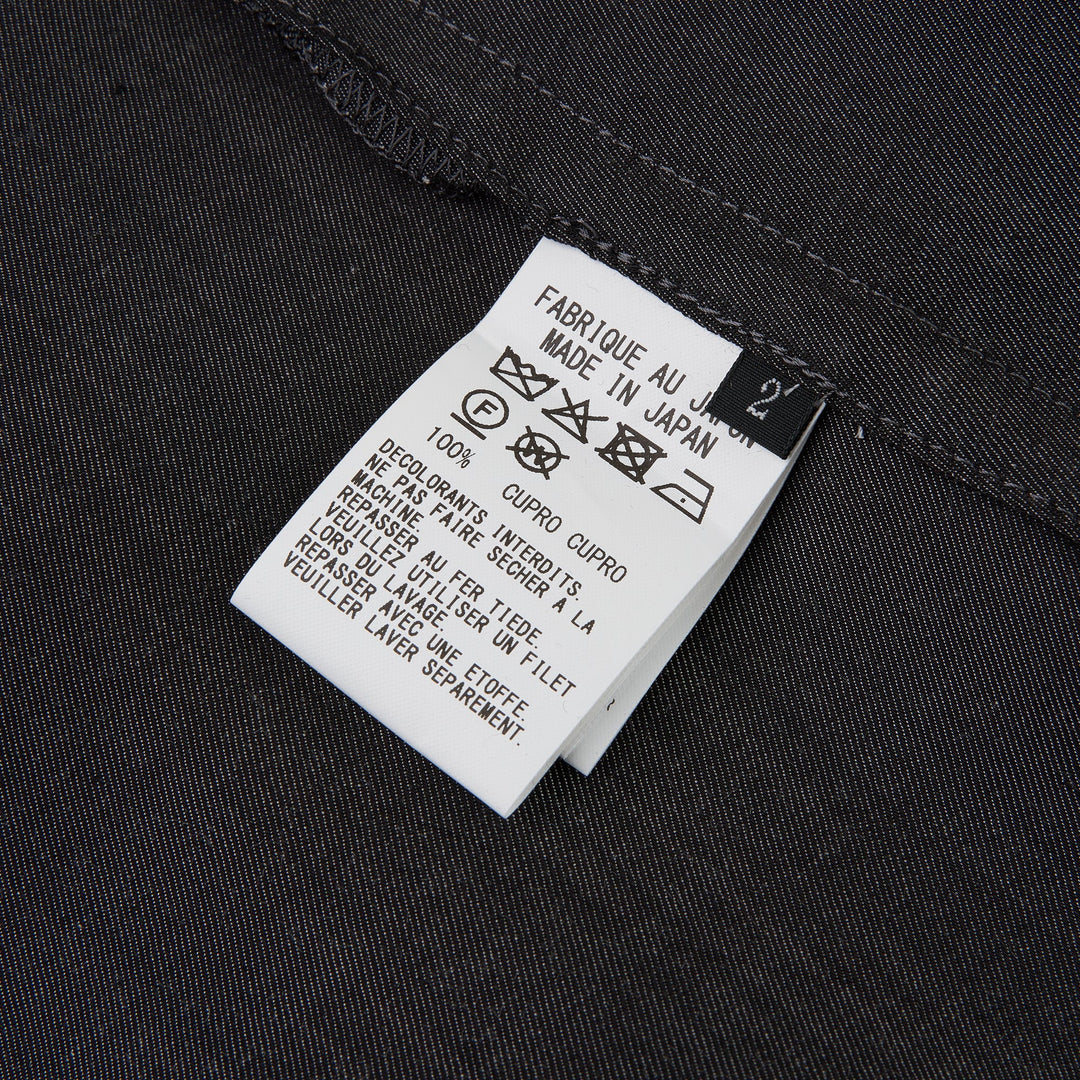 FABRIQUE AU JAPON
MADE IN JAPAN
2
F
W
100% CUPRO CUPRO
DECOLORANTS INTERDITS.
NE PAS FAIRE SECHER A LA
MACHINE.
REPASSER AU FER TIEDE.
VEUILLEZ UTILISER UN FILET
LORS DU LAVAGE.
REPASSER AVEC UNE ETOFFE.
VEUILLER LAVER SEPAREMENT.